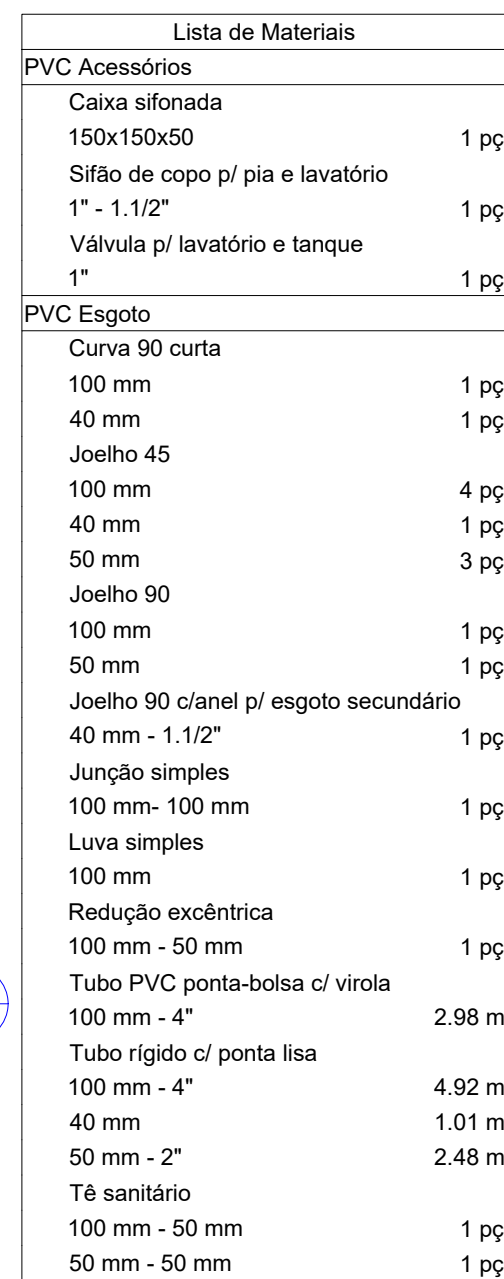 Lista de Materiais
PVC Acessórios
Caixa sifonada
150x150x50 1 pç
Sifão de copo p/ pia e lavatório
1" - 1.1/2" 1 pç
Válvula p/ lavatório e tanque
1" 1 pç
PVC Esgoto
Curva 90 curta
100 mm 1 pç
40 mm 1 pç
Joelho 45
100 mm 4 pç
40 mm 1 pç
50 mm 3 pç
Joelho 90
100 mm 1 pç
50 mm 1 pç
Joelho 90 c/anel p/ esgoto secundário
40 mm - 1.1/2" 1 pç
Junção simples
100 mm- 100 mm 1 pç
Luva simples
100 mm 1 pç
Redução excêntrica
100 mm - 50 mm 1 pç
Tubo PVC ponta-bolsa c/ virola
100 mm - 4" 2.98 m
Tubo rígido c/ ponta lisa
100 mm - 4" 4.92 m
40 mm 1.01 m
50 mm - 2" 2.48 m
Tê sanitário
100 mm - 50 mm 1 pç
50 mm - 50 mm 1 pç